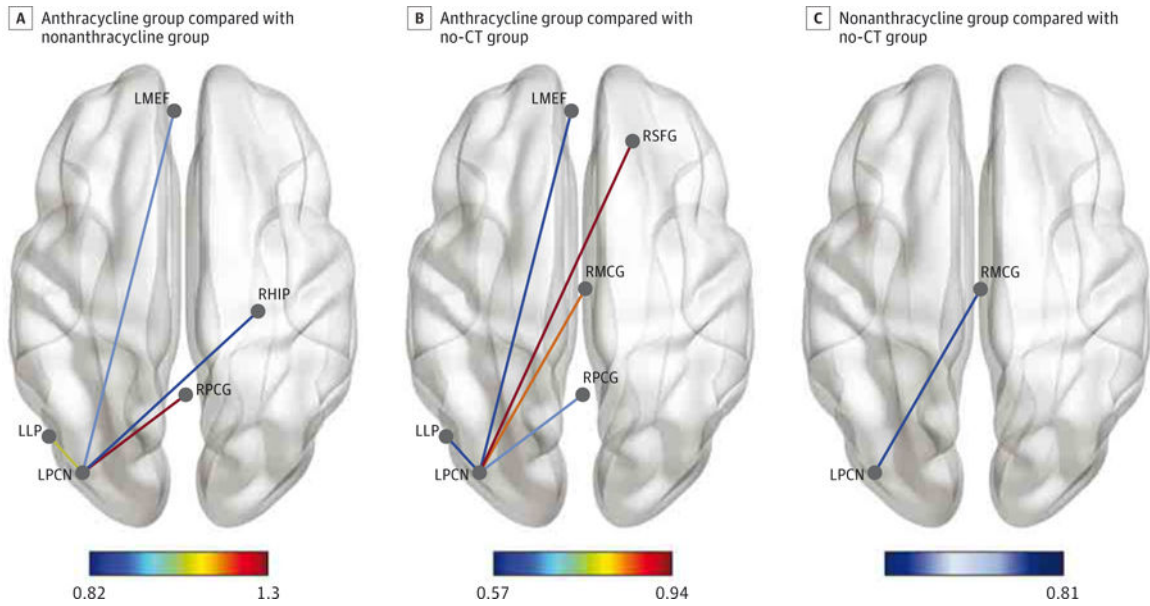 A Anthracycline group compared with
nonanthracycline group
LMEF
RHIP
RPCG
LLP
LPCN
0.82 1.3
B Anthracycline group compared with
no-CT group
LMEF
RSFG
RMCG
RPCG
LLP
LPCN
0.57 0.94
C Nonanthracycline group compared with
no-CT group
RMCG
LPCN
0.81